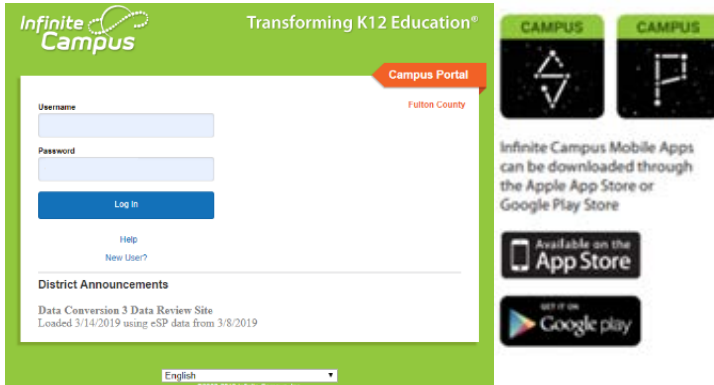 Infinite
Campus
Transforming K12 Education®
Campus Portal
Fulton County
Username
Password
Log In
Help
New User?
District Announcements
Data Conversion 3 Data Review Site
Loaded 3/14/2019 using eSP data from 3/8/2019
English
CAMPUS
CAMPUS
Infinite Campus Mobile Apps
can be downloaded through
the Apple App Store or
Google Play Store
Available on the
App Store
GET IT ON
Google play